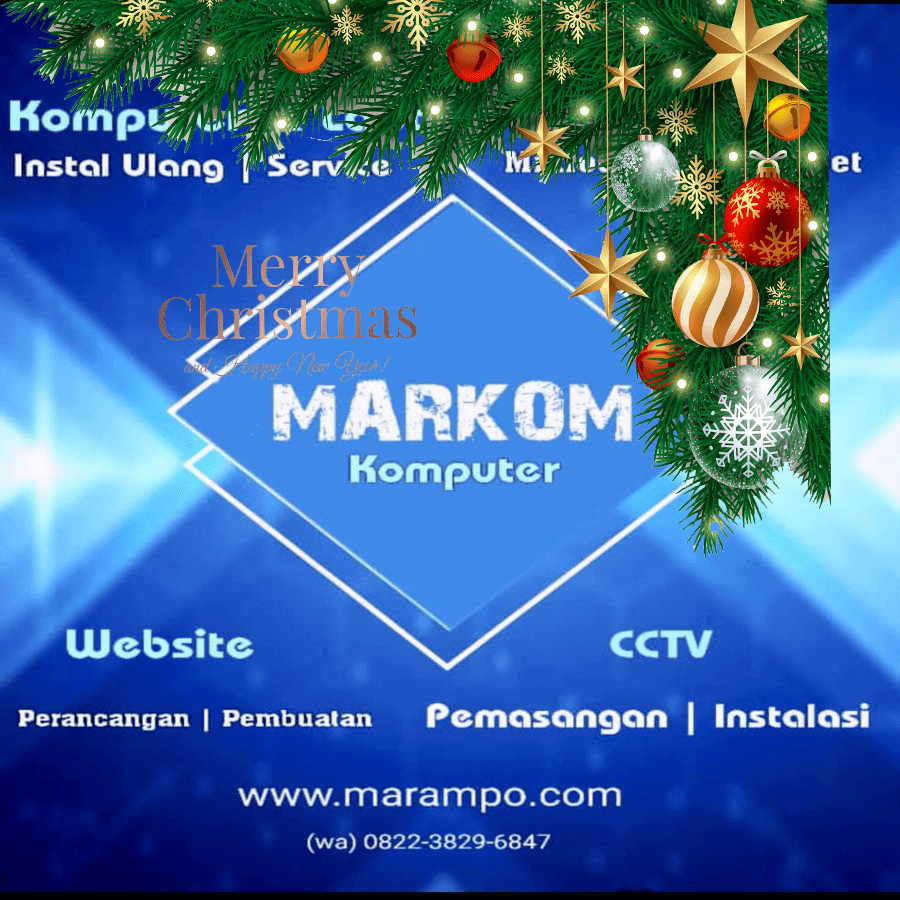 Instal Ulang | Service
Merry
Christmas
and Happy New Year!
MARKOM
Komputer
Website
CCTV
Perancangan | Pembuatan
Pemasangan | Instalasi
www.marampo.com
(wa) 0822-3829-6847